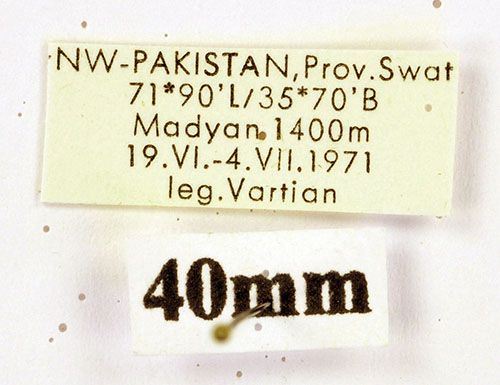 NW-PAKISTAN,Prov.Swat
71*90'L/35*70'B
Madyan.1400m
19.VI.-4.VII.1971
leg.Vartian
40mm